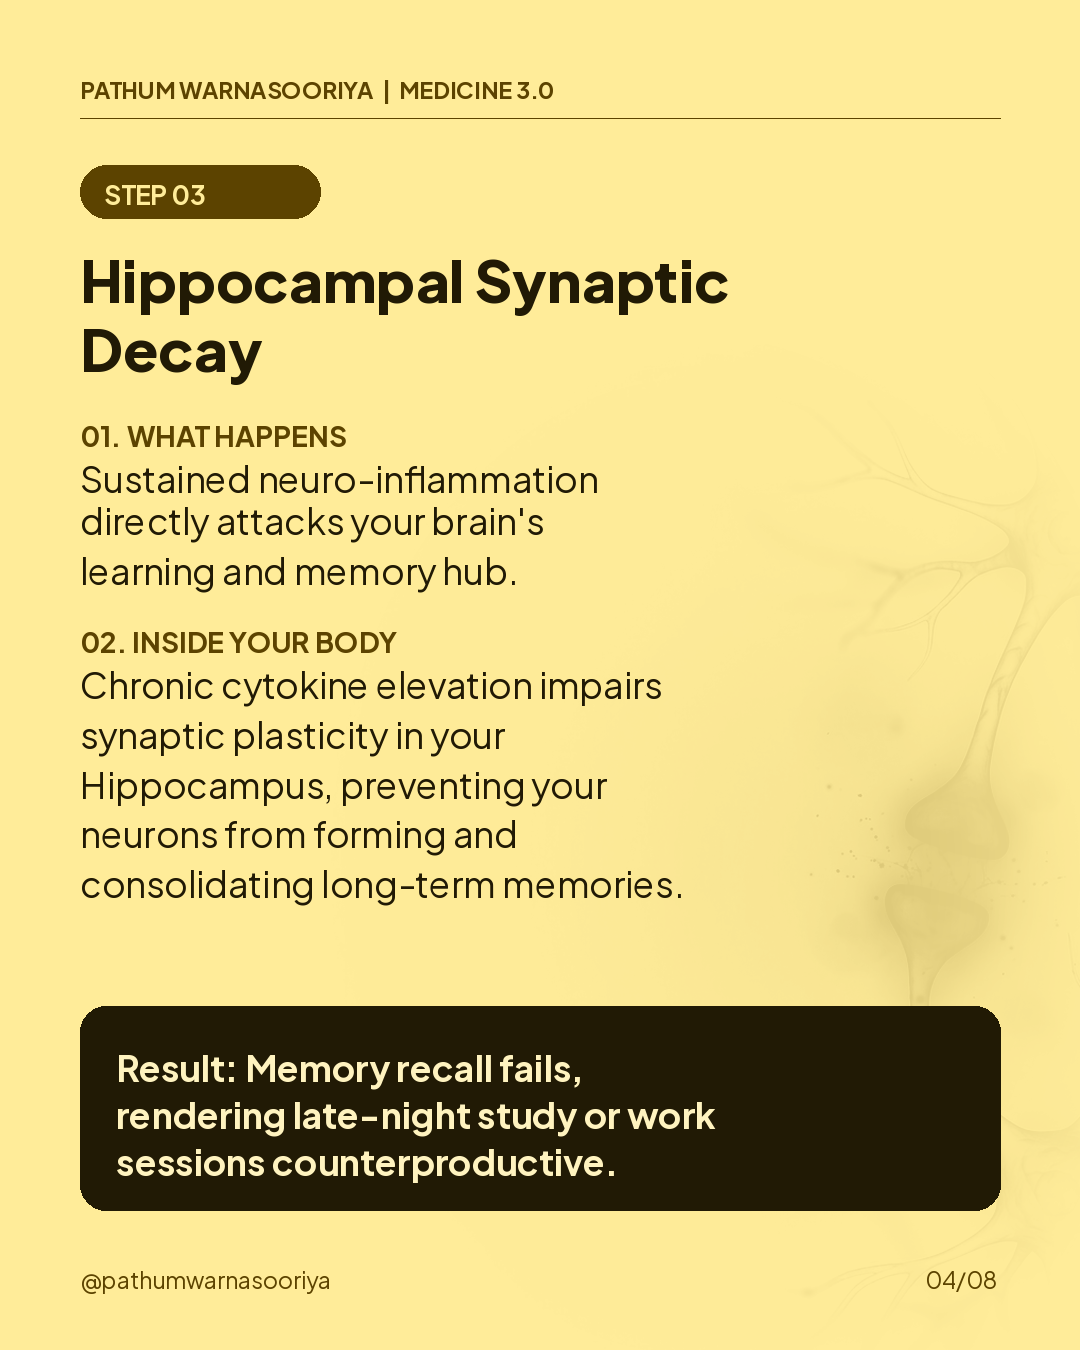 PATHUM WARNASOORIYA | MEDICINE 3.0
STEP 03
Hippocampal Synaptic
Decay
01. WHAT HAPPENS
Sustained neuro-inflammation
directly attacks your brain's
learning and memory hub.
02. INSIDE YOUR BODY
Chronic cytokine elevation impairs
synaptic plasticity in your
Hippocampus, preventing your
neurons from forming and
consolidating long-term memories.
Result: Memory recall fails,
rendering late-night study or work
sessions counterproductive.
@pathumwarnasooriya
04/08